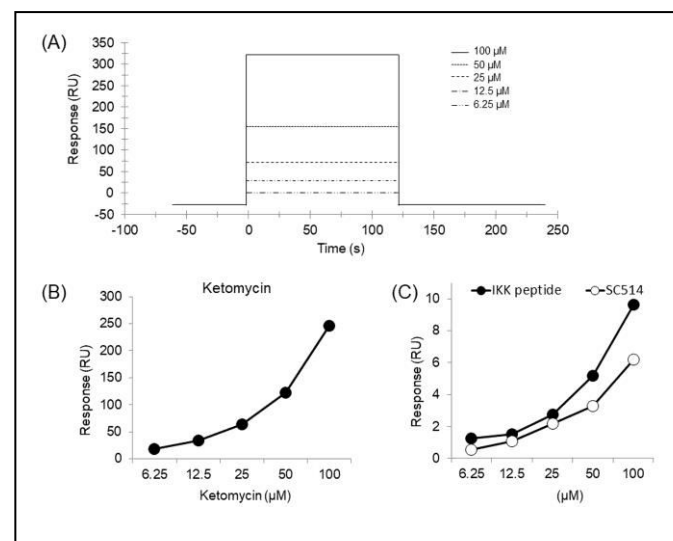 (A)
Response (RU)
350
300
250
200
150
100
50
0
-50
-100 -50 0 50 100 150 200 250
Time (s)
100 µM
50 µM
25 µM
12.5 µM
6.25 µM
(B)
Ketomycin
Response (RU)
300
250
200
150
100
50
0
6.25 12.5 25 50 100
Ketomycin (µM)
(C)
IKK peptide SC514
Response (RU)
10
8
6
4
2
0
6.25 12.5 25 50 100
(µM)